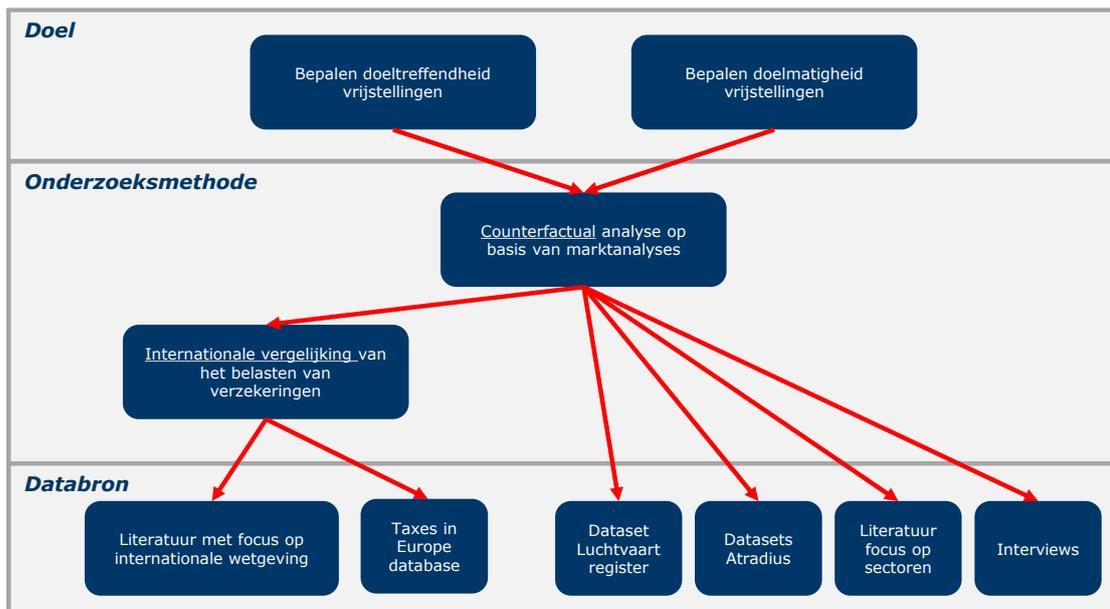 Doel
Bepalen doeltreffendheid
vrijstellingen
Bepalen doelmatigheid
vrijstellingen
Onderzoeksmethode
Counterfactual analyse op
basis van marktanalyses
Internationale vergelijking van
het belasten van
verzekeringen
Databron
Literatuur met focus op
internationale wetgeving
Taxes in
Europe
database
Dataset
Luchtvaart
register
Datasets
Atradius
Literatuur
focus op
sectoren
Interviews